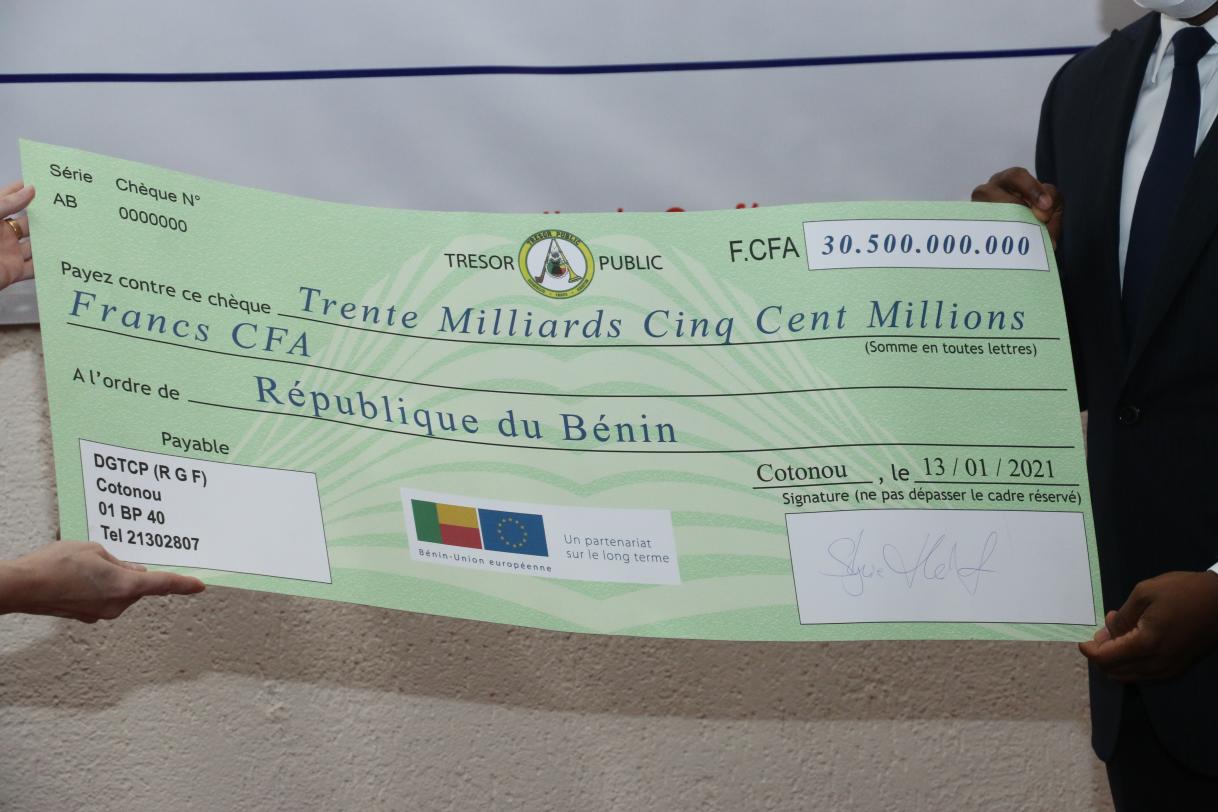 Série Chèque N°
AB 0000000
TRESOR PUBLIC
TRESOR PUBLIC
F.CFA 30.500.000.000
Payez contre ce chèque Trente Milliards Cinq Cent Millions
(Somme en toutes lettres)
Francs CFA
A l'ordre de République du Bénin
Payable
DGTCP (R G F)
Cotonou
01 BP 40
Tel 21302807
Bénin-Union européenne
Un partenariat
sur le long terme
Cotonou, le 13/01/2021
Signature (ne pas dépasser le cadre réservé)